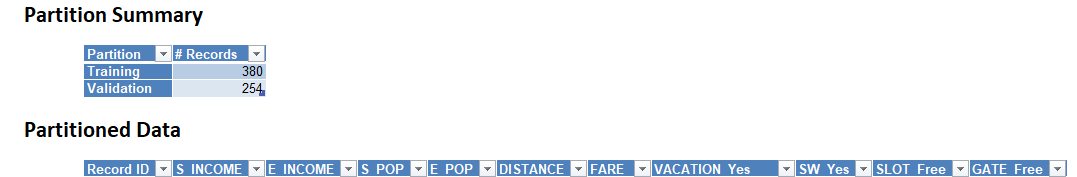 Partition Summary
Partition # Records
Training 380
Validation 254
Partitioned Data
Record ID S_INCOME E_INCOME S_POP E_POP DISTANCE FARE VACATION_Yes SW_Yes SLOT_Free GATE_Free